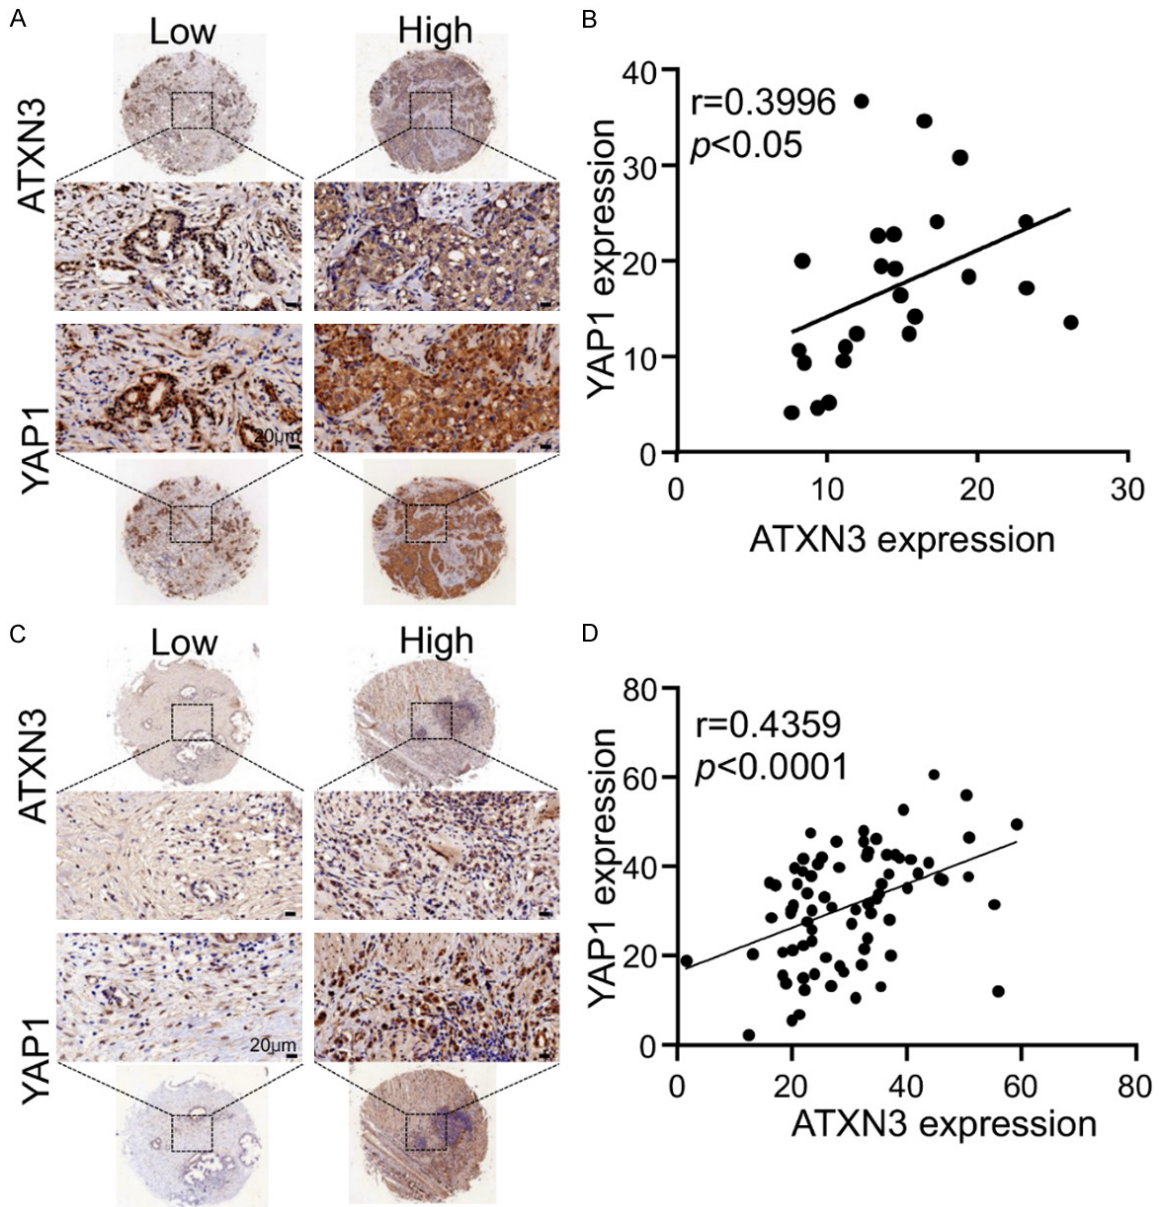 A
Low
High
ATXN3
YAP1
20μm
B
r=0.3996
p<0.05
YAP1 expression
40
30
20
10
0
0 10 20 30
ATXN3 expression
C
Low
High
ATXN3
YAP1
20μm
D
r=0.4359
p<0.0001
YAP1 expression
80
60
40
20
0
0 20 40 60 80
ATXN3 expression